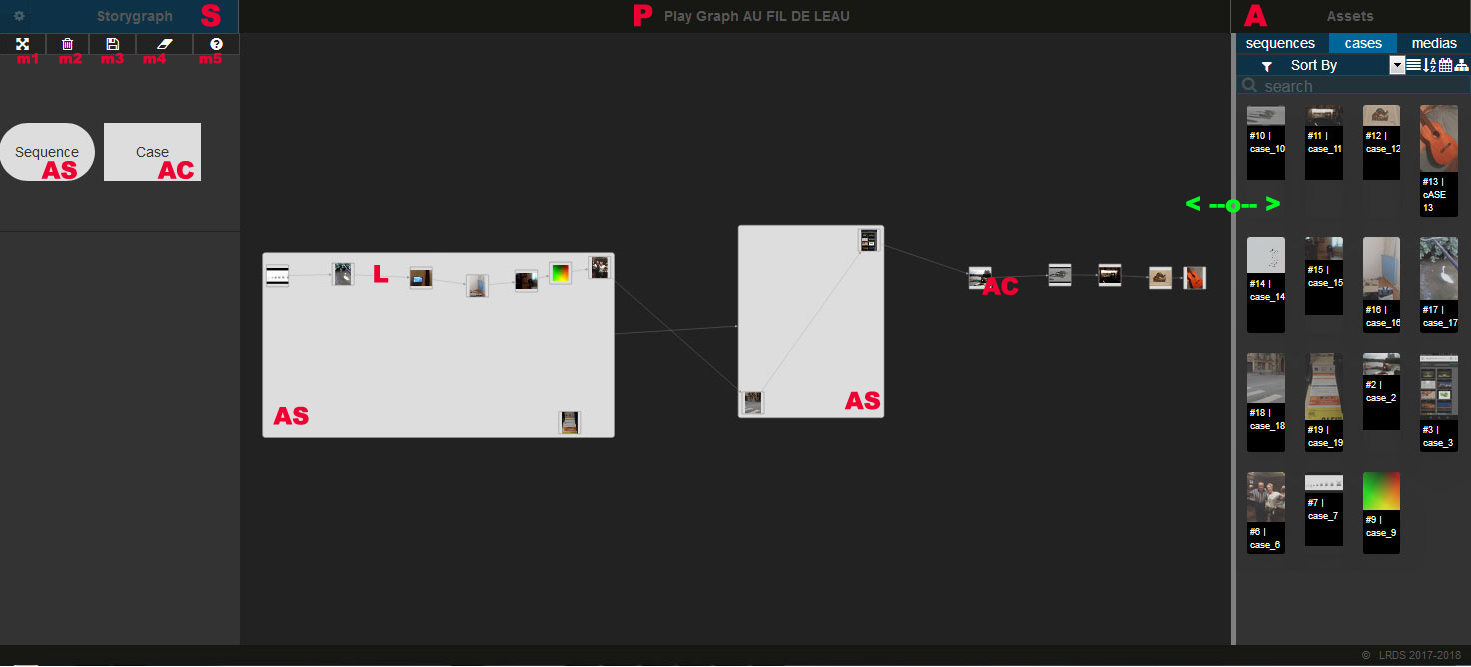 Storygraph S
P Play Graph AU FIL DE LEAU
A Assets
m1 m2 m3 m4 m5
sequences cases medias
Sort By
search
Sequence
AS
Case
AC
#10 |
case_10
#11 |
case_11
#12 |
case_12
#13 |
cASE
13
< --o-- >
L
AS
AS
AC
#14 |
case_14
#15 |
case_15
#16 |
case_16
#17 |
case_17
#18 |
case_18
#19 |
case_19
#2 |
case_2
#3 |
case_3
#6 |
case_6
#7 |
case_7
#9 |
case_9
© LRDS 2017-2018